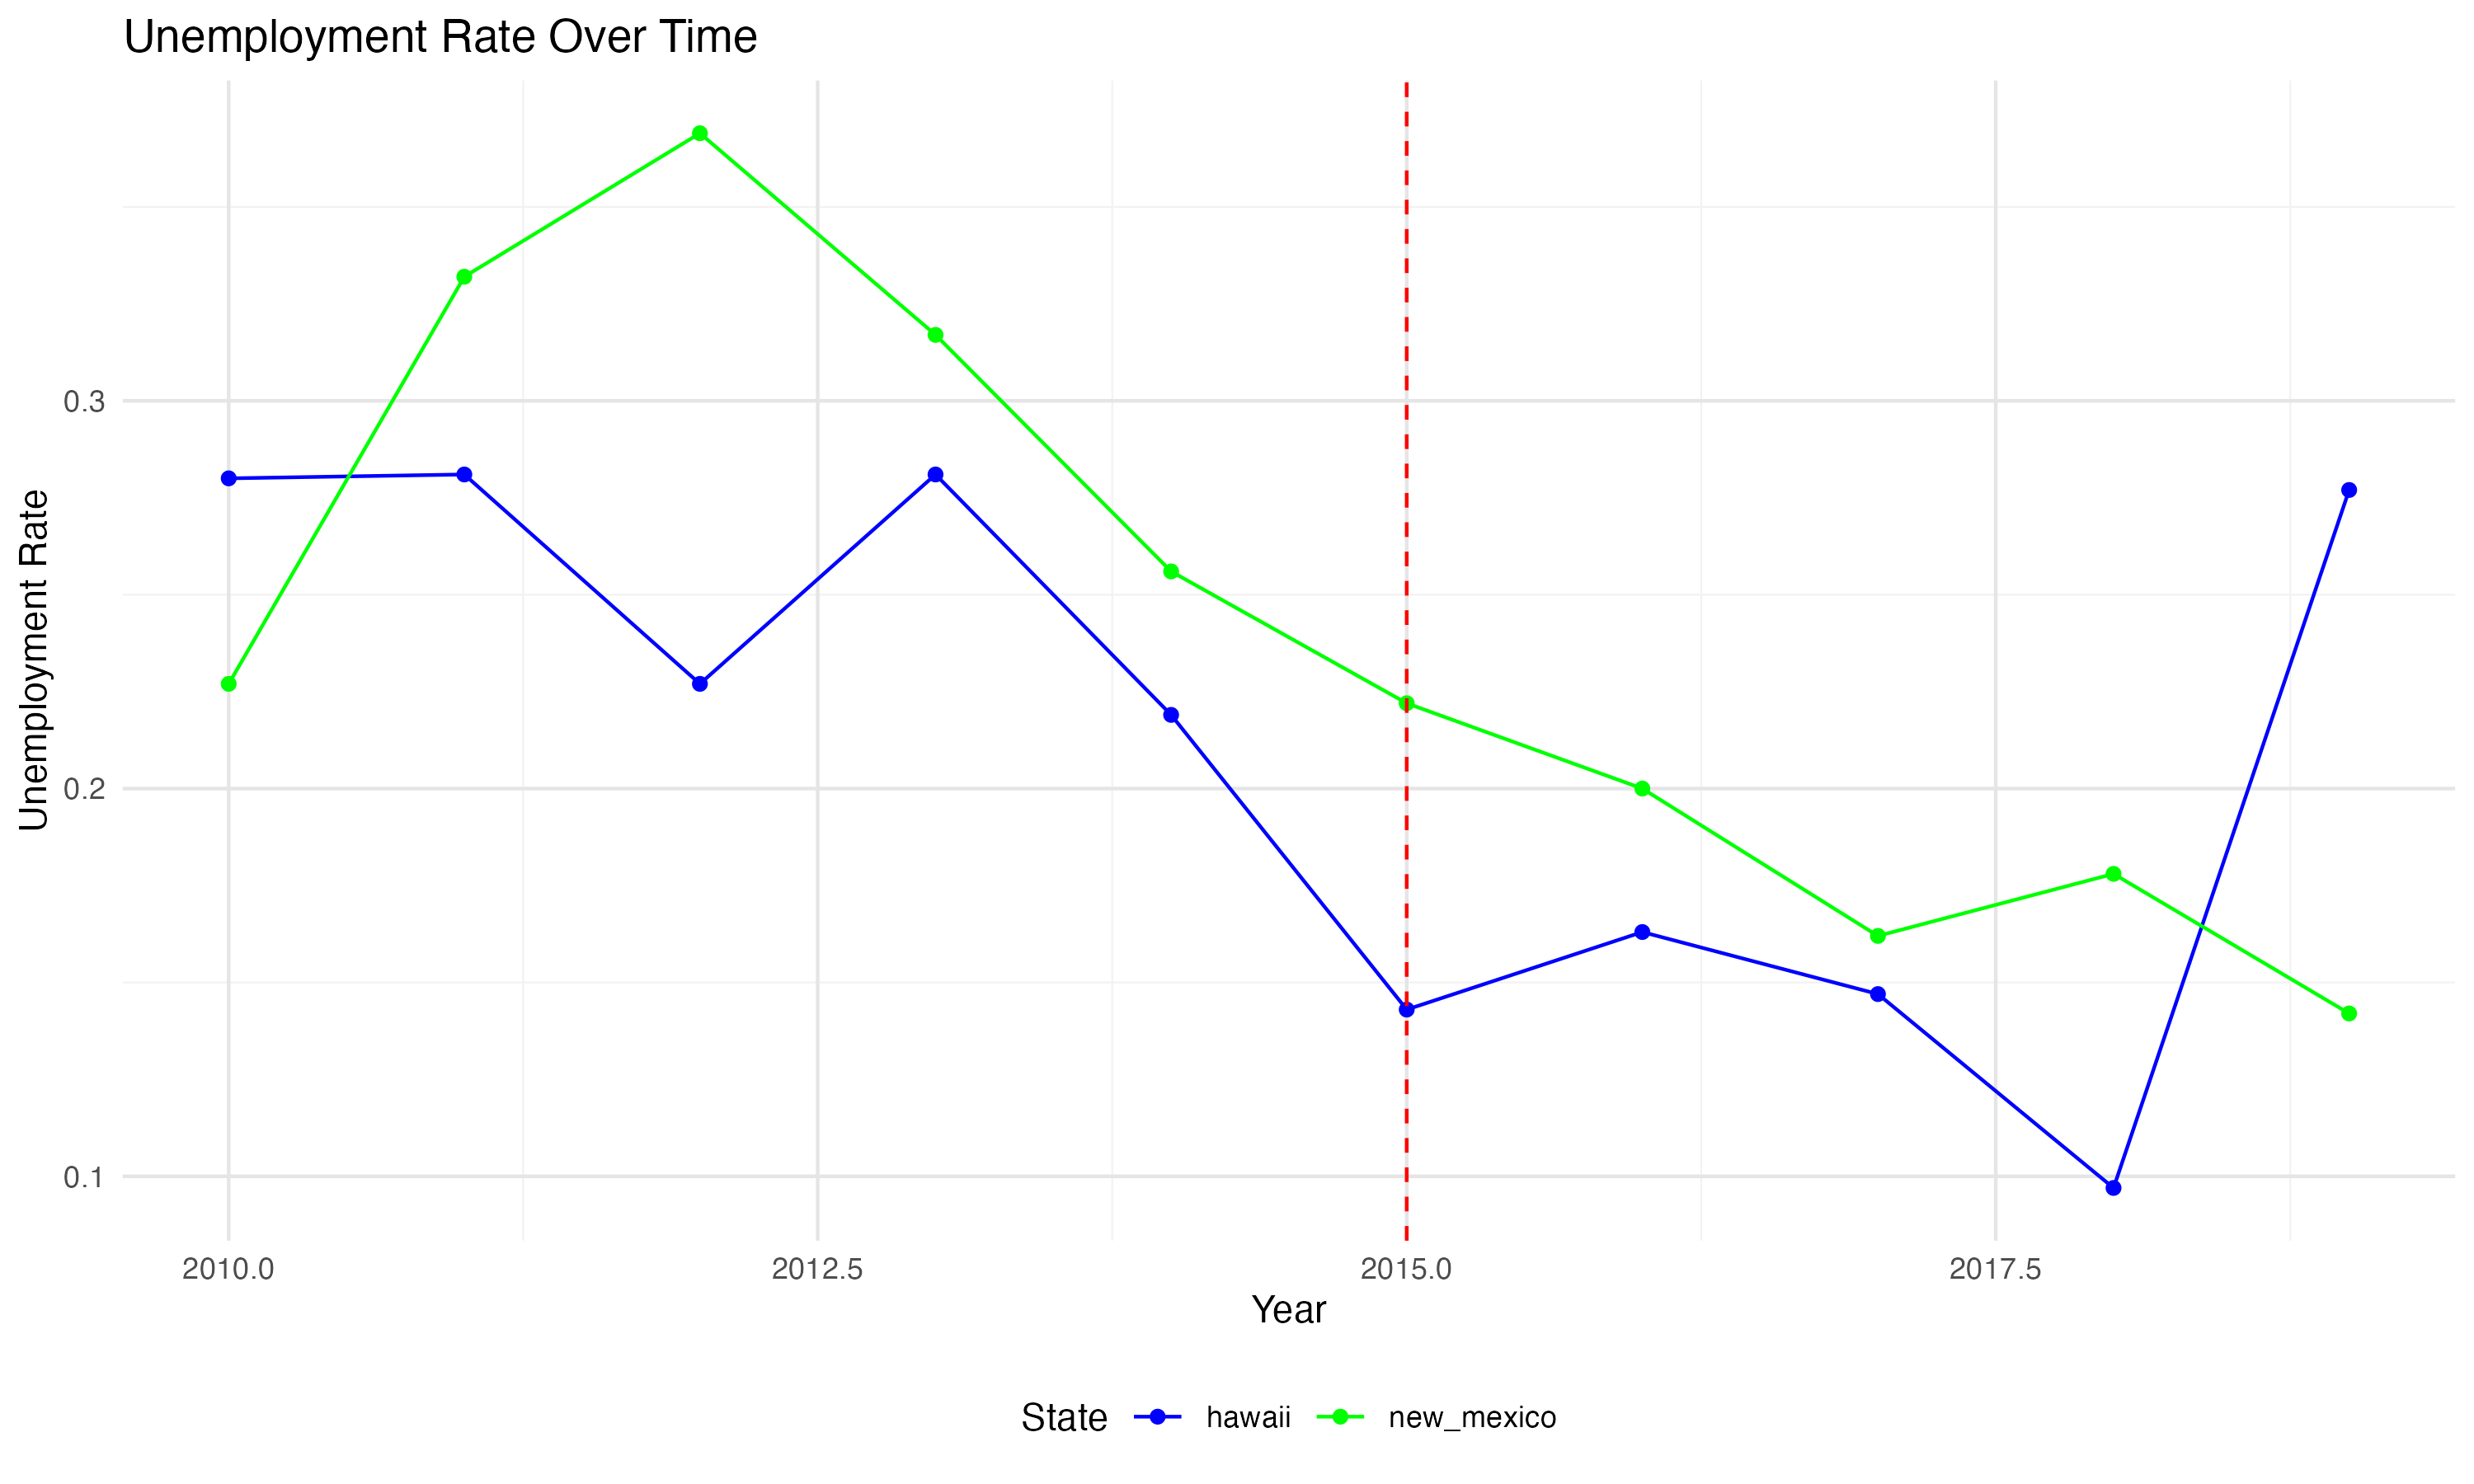 Unemployment Rate Over Time
Unemployment Rate
0.3
0.2
0.1
2010.0 2012.5 2015.0 2017.5
Year
State hawaii new_mexico